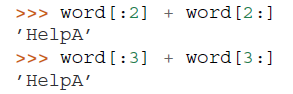 >>> word[:2] + word[2:]
’HelpA’
>>> word[:3] + word[3:]
’HelpA’